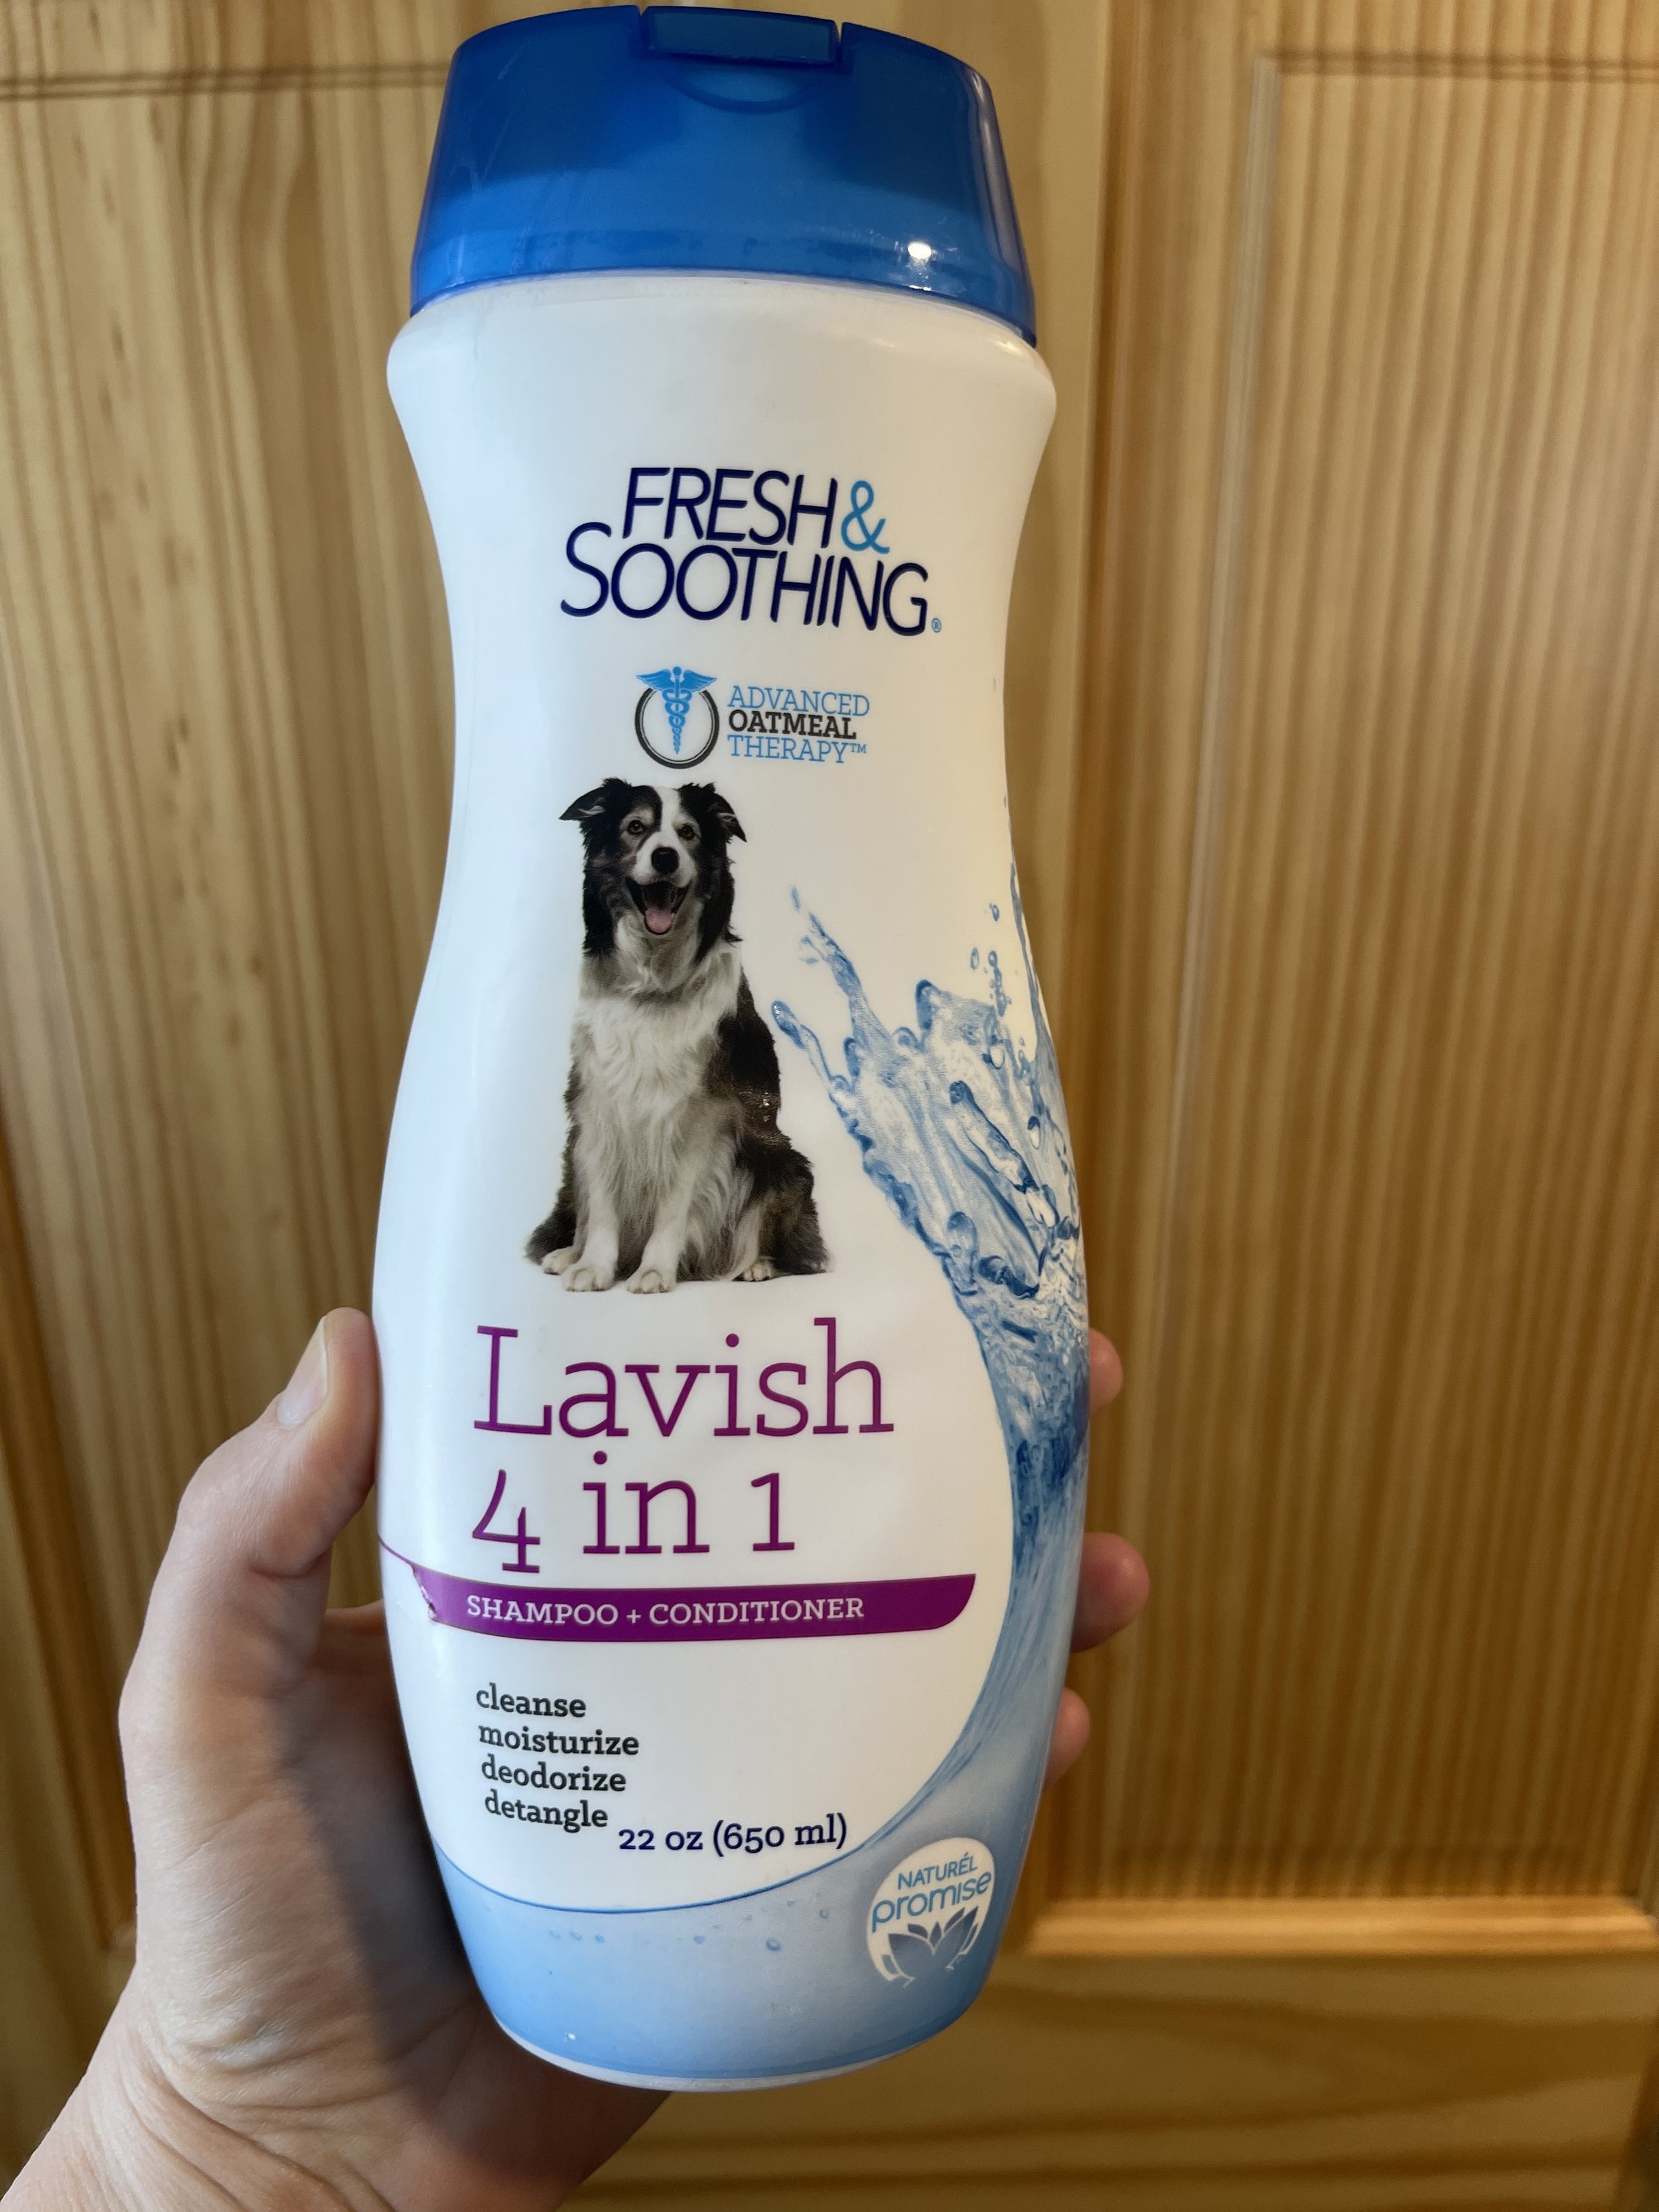 FRESH &
SOOTHING®
ADVANCED
OATMEAL
THERAPY™
Lavish
4 in 1
SHAMPOO + CONDITIONER
cleanse
moisturize
deodorize
detangle
22 oz (650 ml)
NATURÉL
promise